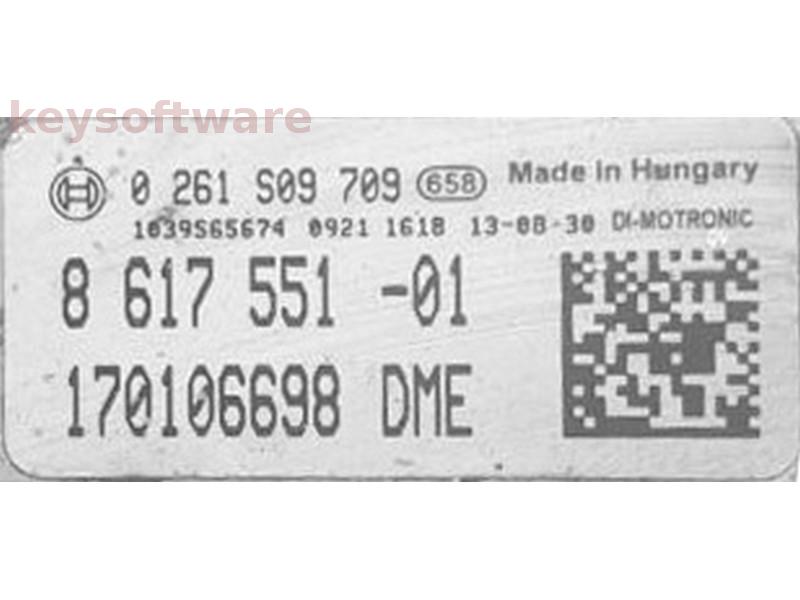 keysoftware
0 261 S09 709 658 Made in Hungary
1039S65674 0921 1618 13-08-30 DI-MOTRONIC
8 617 551 -01
170106698 DME